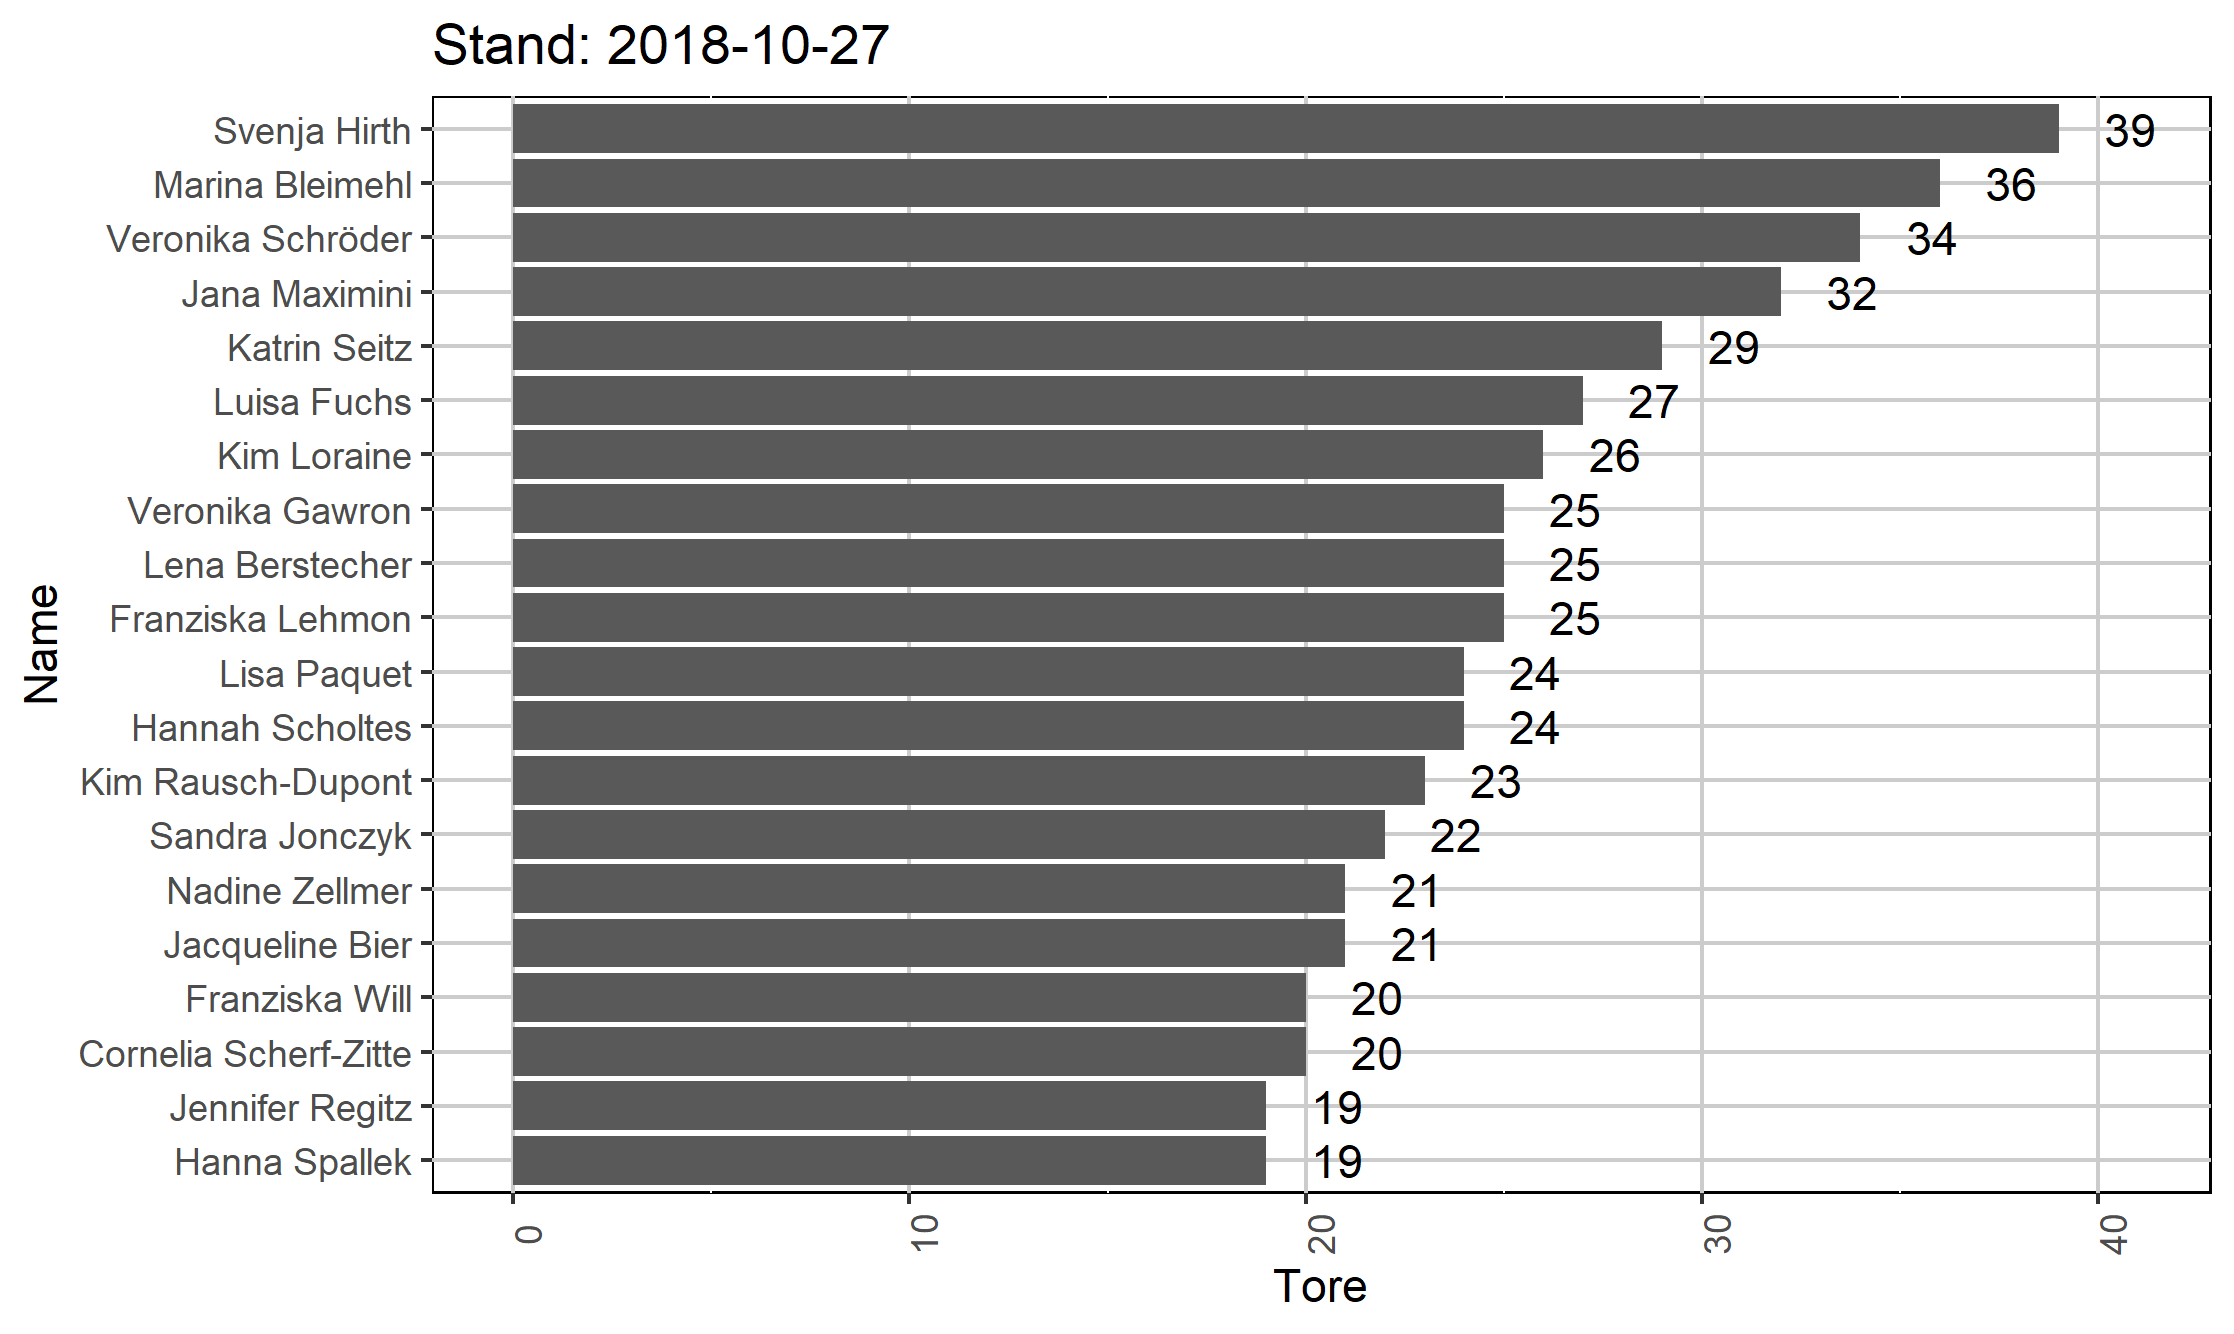 Stand: 2018-10-27
Name
Svenja Hirth 39
Marina Bleimehl 36
Veronika Schröder 34
Jana Maximini 32
Katrin Seitz 29
Luisa Fuchs 27
Kim Loraine 26
Veronika Gawron 25
Lena Berstecher 25
Franziska Lehmon 25
Lisa Paquet 24
Hannah Scholtes 24
Kim Rausch-Dupont 23
Sandra Jonczyk 22
Nadine Zellmer 21
Jacqueline Bier 21
Franziska Will 20
Cornelia Scherf-Zitte 20
Jennifer Regitz 19
Hanna Spallek 19
0 10 20 30 40
Tore